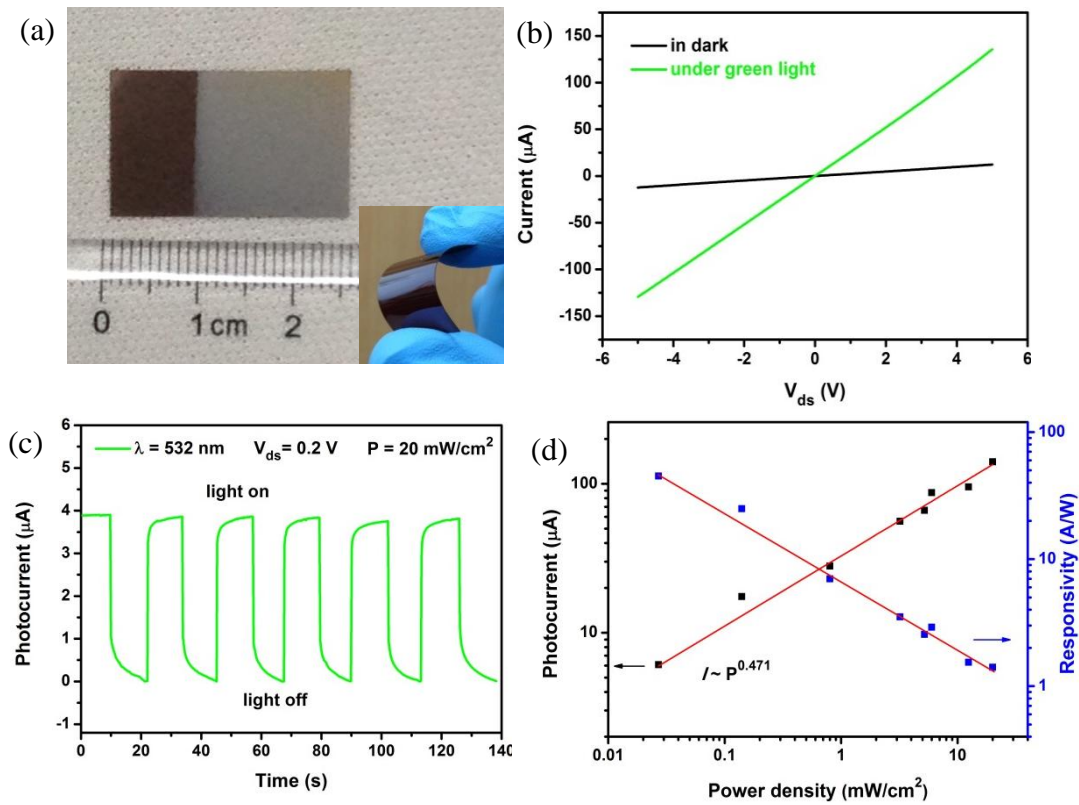 (a)
0 1 cm 2
(b)
in dark
under green light
150
100
50
0
-50
-100
-150
Current (μA)
-6 -4 -2 0 2 4 6
V_ds (V)
(c)
λ = 532 nm V_ds = 0.2 V P = 20 mW/cm²
light on
light off
6
5
4
3
2
1
0
-1
Photocurrent (μA)
0 20 40 60 80 100 120 140
Time (s)
(d)
100
10
Photocurrent (μA)
100
10
1
Responsivity (A/W)
I ~ P^0.471
0.01 0.1 1 10
Power density (mW/cm²)